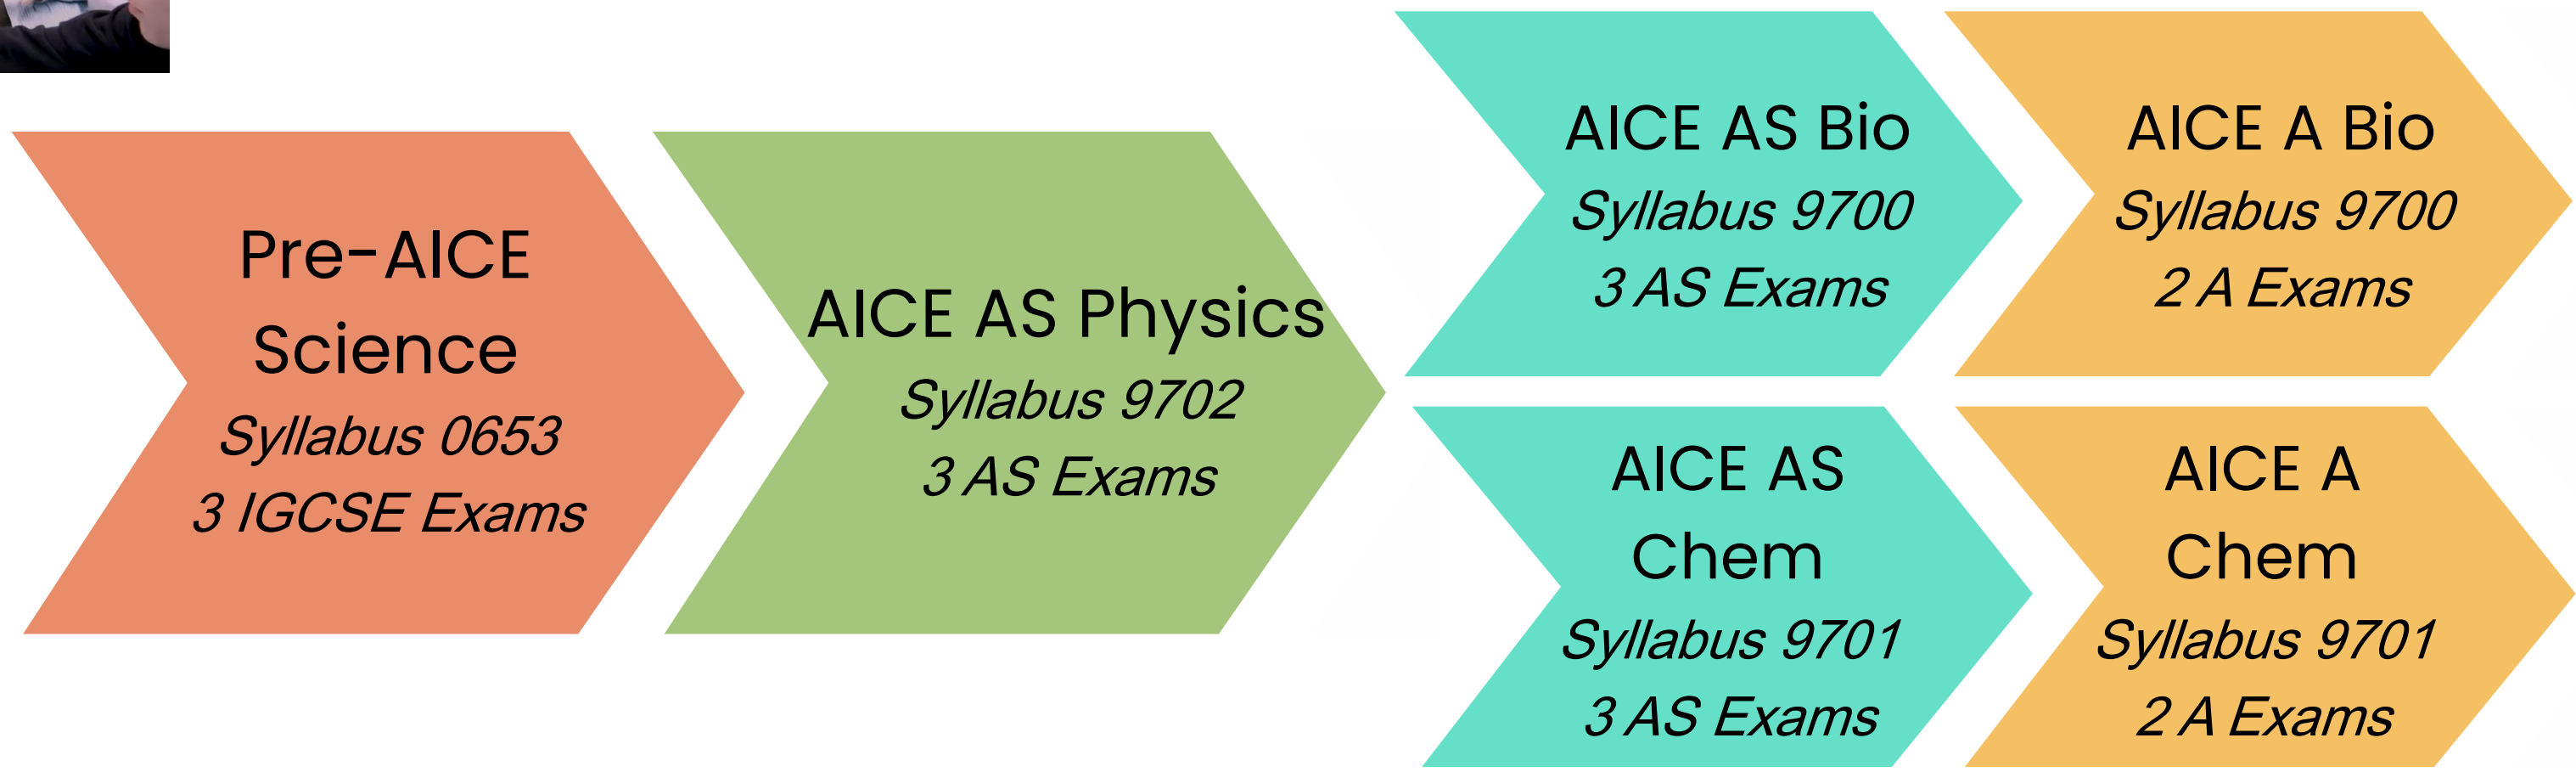 Pre-AICE
Science
Syllabus 0653
3 IGCSE Exams
AICE AS Physics
Syllabus 9702
3 AS Exams
AICE AS Bio
Syllabus 9700
3 AS Exams
AICE A Bio
Syllabus 9700
2 A Exams
AICE AS
Chem
Syllabus 9701
3 AS Exams
AICE A
Chem
Syllabus 9701
2 A Exams